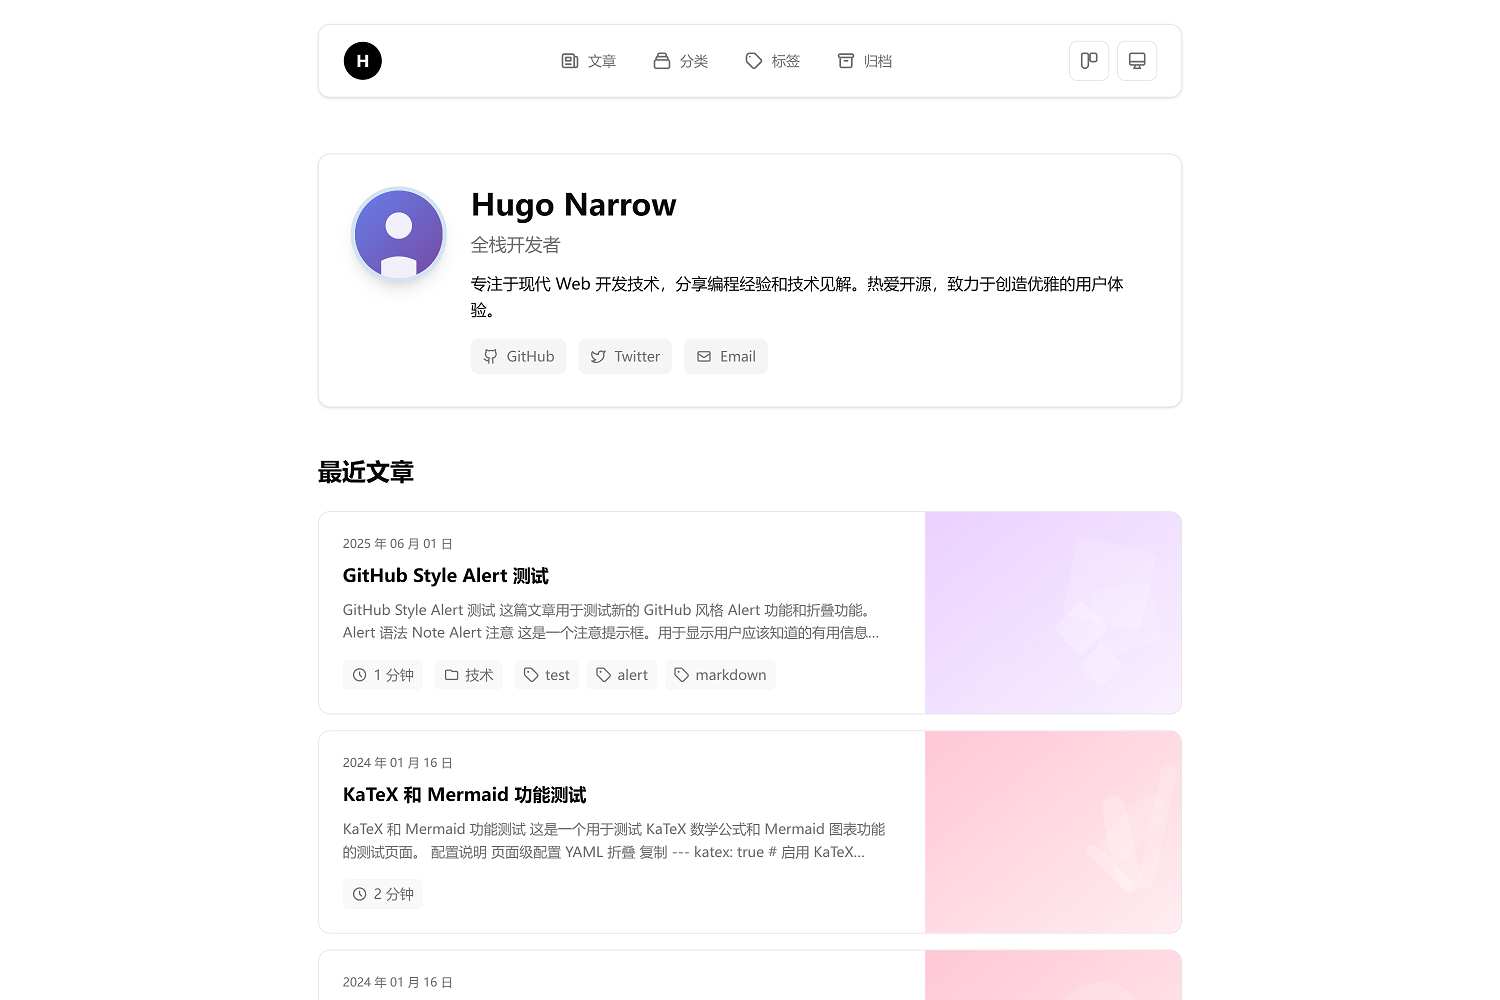 H
文章
分类
标签
归档
Hugo Narrow
全栈开发者
专注于现代 Web 开发技术，分享编程经验和技术见解。热爱开源，致力于创造优雅的用户体
验。
GitHub
Twitter
Email
最近文章
2025 年 06 月 01 日
GitHub Style Alert 测试
GitHub Style Alert 测试 这篇文章用于测试新的 GitHub 风格 Alert 功能和折叠功能。
Alert 语法 Note Alert 注意 这是一个注意提示框。用于显示用户应该知道的有用信息...
1 分钟
技术
test
alert
markdown
2024 年 01 月 16 日
KaTeX 和 Mermaid 功能测试
KaTeX 和 Mermaid 功能测试 这是一个用于测试 KaTeX 数学公式和 Mermaid 图表功能
的测试页面。 配置说明 页面级配置 YAML 折叠 复制 --- katex: true # 启用 KaTeX...
2 分钟
2024 年 01 月 16 日